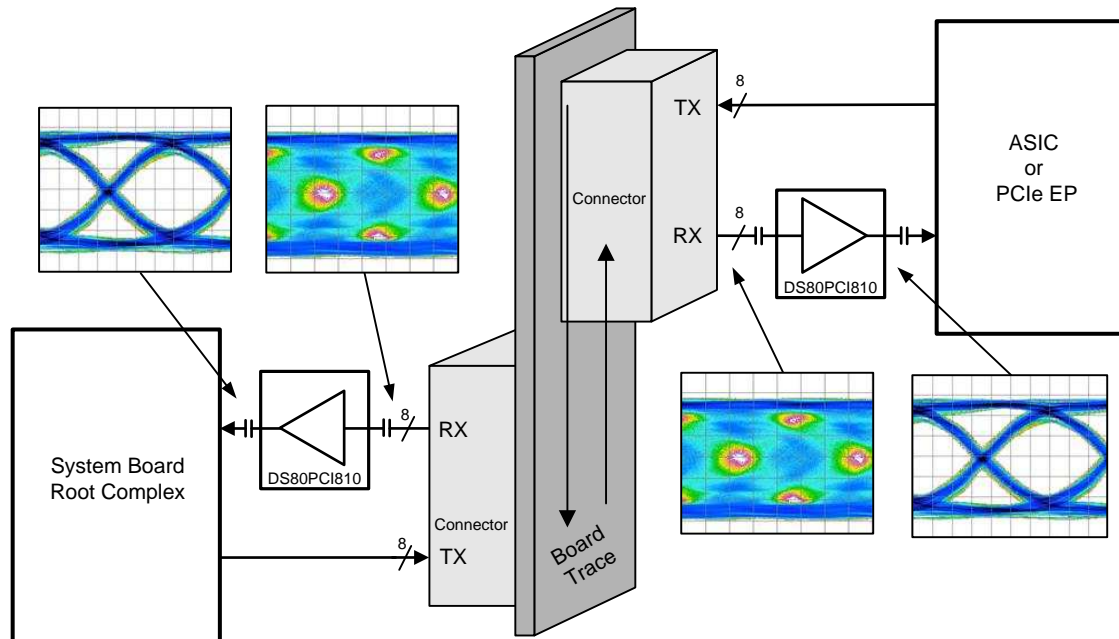 8
TX
ASIC
or
PCIe EP
Connector
8
RX
DS80PCI810
8
RX
DS80PCI810
System Board
Root Complex
Connector
8
TX
Board
Trace